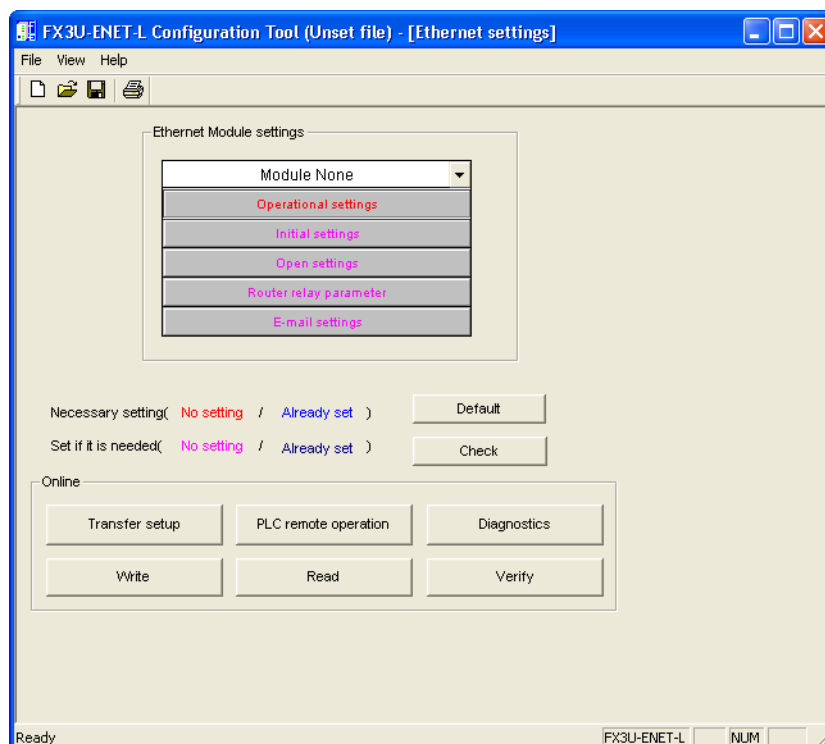 FX3U-ENET-L Configuration Tool (Unset file) - [Ethernet settings]
File View Help
Ethernet Module settings
Module None
Operational settings
Initial settings
Open settings
Router relay parameter
E-mail settings
Necessary setting( No setting / Already set ) Default
Set if it is needed( No setting / Already set ) Check
Online
Transfer setup PLC remote operation Diagnostics
Write Read Verify
Ready FX3U-ENET-L NUM